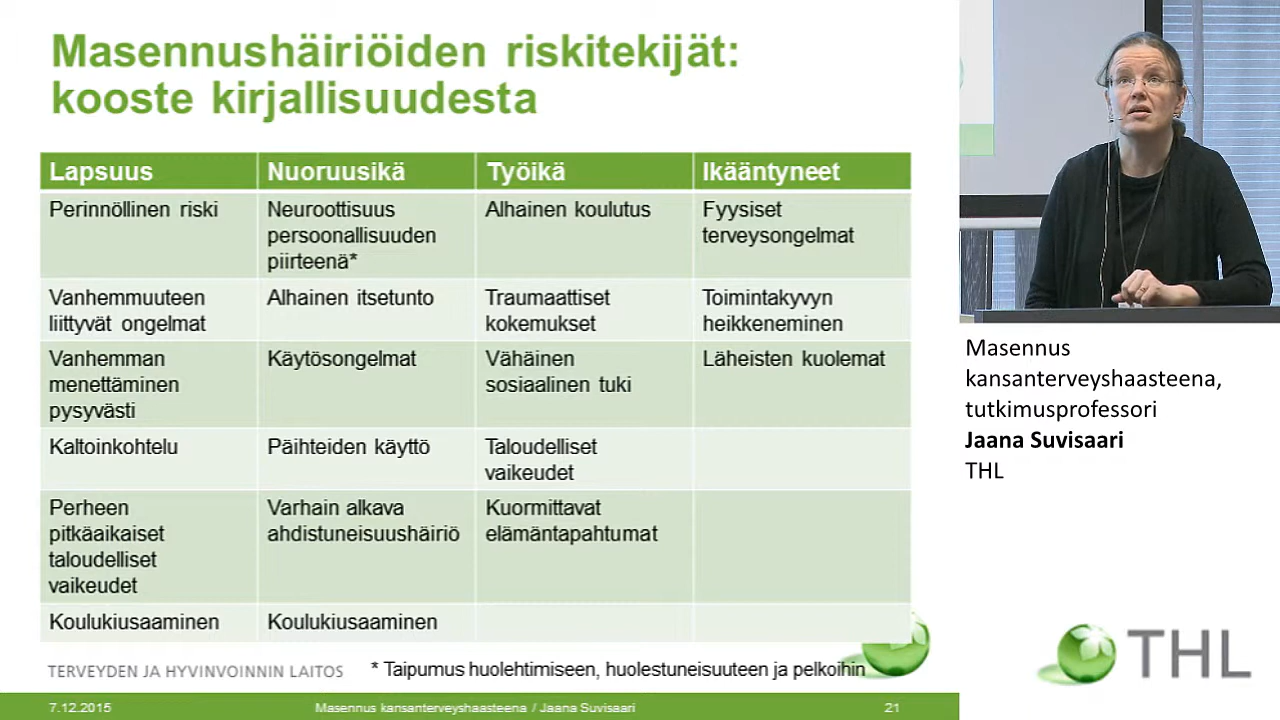 Masennushäiriöiden riskitekijät:
kooste kirjallisuudesta
Lapsuus
Nuoruusikä
Työikä
Ikääntyneet
Perinnöllinen riski
Neuroottisuus
persoonallisuuden
piirteenä*
Alhainen koulutus
Fyysiset
terveysongelmat
Vanhemmuuteen
liittyvät ongelmat
Alhainen itsetunto
Traumaattiset
kokemukset
Toimintakyvyn
heikkeneminen
Vanhemman
menettäminen
pysyvästi
Käytösongelmat
Vähäinen
sosiaalinen tuki
Läheisten kuolemat
Kaltoinkohtelu
Päihteiden käyttö
Taloudelliset
vaikeudet
Perheen
pitkäaikaiset
taloudelliset
vaikeudet
Varhain alkava
ahdistuneisuushäiriö
Kuormittavat
elämäntapahtumat
Koulukiusaaminen
Koulukiusaaminen
TERVEYDEN JA HYVINVOINNIN LAITOS
* Taipumus huolehtimiseen, huolestuneisuuteen ja pelkoihin
7.12.2015
Masennus kansanterveyshaasteena / Jaana Suvisaari
21
Masennus
kansanterveyshaasteena,
tutkimusprofessori
Jaana Suvisaari
THL
THL